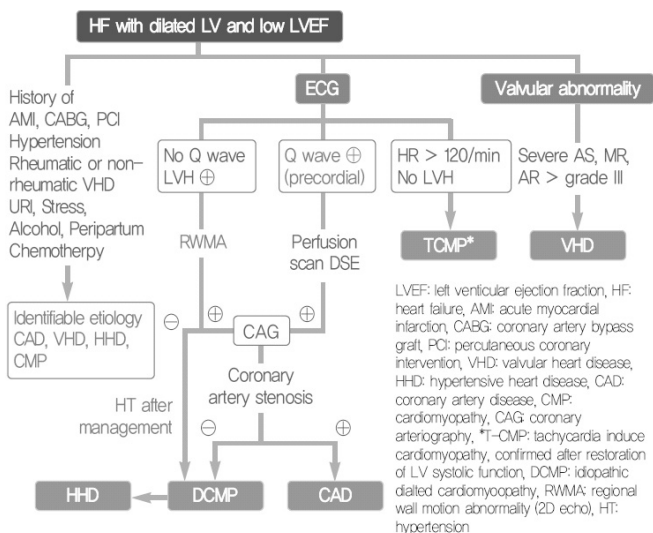 HF with dilated LV and low LVEF
ECG
Valvular abnormality
History of
AMI, CABG, PCI
Hypertension
Rheumatic or non-
rheumatic VHD
URI, Stress,
Alcohol, Peripartum
Chemotherpy
No Q wave
LVH ⊕
Q wave ⊕
(precordial)
HR > 120/min
No LVH
Severe AS, MR,
AR > grade III
RWMA
Perfusion
scan DSE
TCMP*
VHD
Identifiable etiology
CAD, VHD, HHD,
CMP
⊖
⊕
CAG
⊕
Coronary
artery stenosis
HT after
management
⊖
⊕
HHD
DCMP
CAD
LVEF: left venticular ejection fraction, HF:
heart failure, AMI: acute myocardial
infarction, CABG: coronary artery bypass
graft, PCI: percutaneous coronary
intervention, VHD: valvular heart disease,
HHD: hypertensive heart disease, CAD:
coronary artery disease, CMP:
cardiomyopathy, CAG: coronary
arteriography, *T-CMP: tachycardia induce
cardiomyopathy, confirmed after restoration
of LV systolic function, DCMP: idiopathic
dialted cardiomyoopathy, RWMA: regional
wall motion abnormality (2D echo), HT:
hypertension